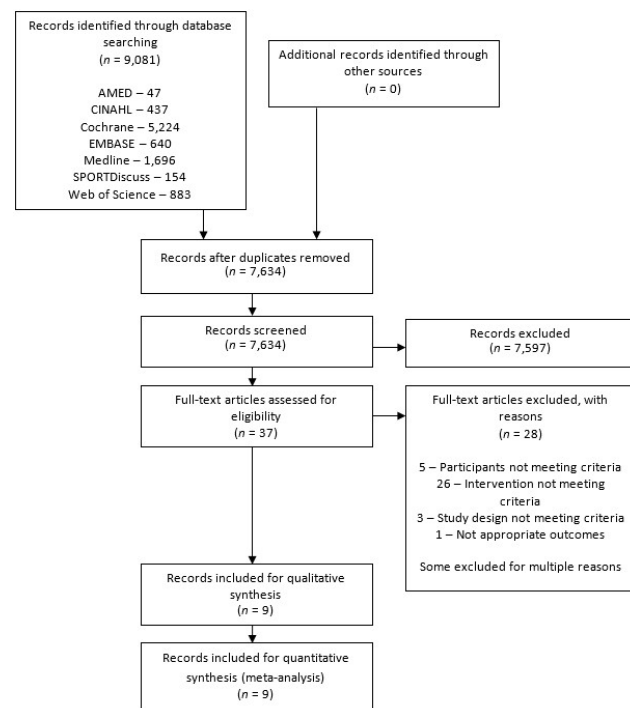 Records identified through database
searching
(n = 9,081)
AMED – 47
CINAHL – 437
Cochrane – 5,224
EMBASE – 640
Medline – 1,696
SPORTDiscuss – 154
Web of Science – 883
Additional records identified through
other sources
(n = 0)
Records after duplicates removed
(n = 7,634)
Records screened
(n = 7,634)
Records excluded
(n = 7,597)
Full-text articles assessed for
eligibility
(n = 37)
Full-text articles excluded, with
reasons
(n = 28)
5 – Participants not meeting criteria
26 – Intervention not meeting
criteria
3 – Study design not meeting criteria
1 – Not appropriate outcomes
Some excluded for multiple reasons
Records included for qualitative
synthesis
(n = 9)
Records included for quantitative
synthesis (meta-analysis)
(n = 9)